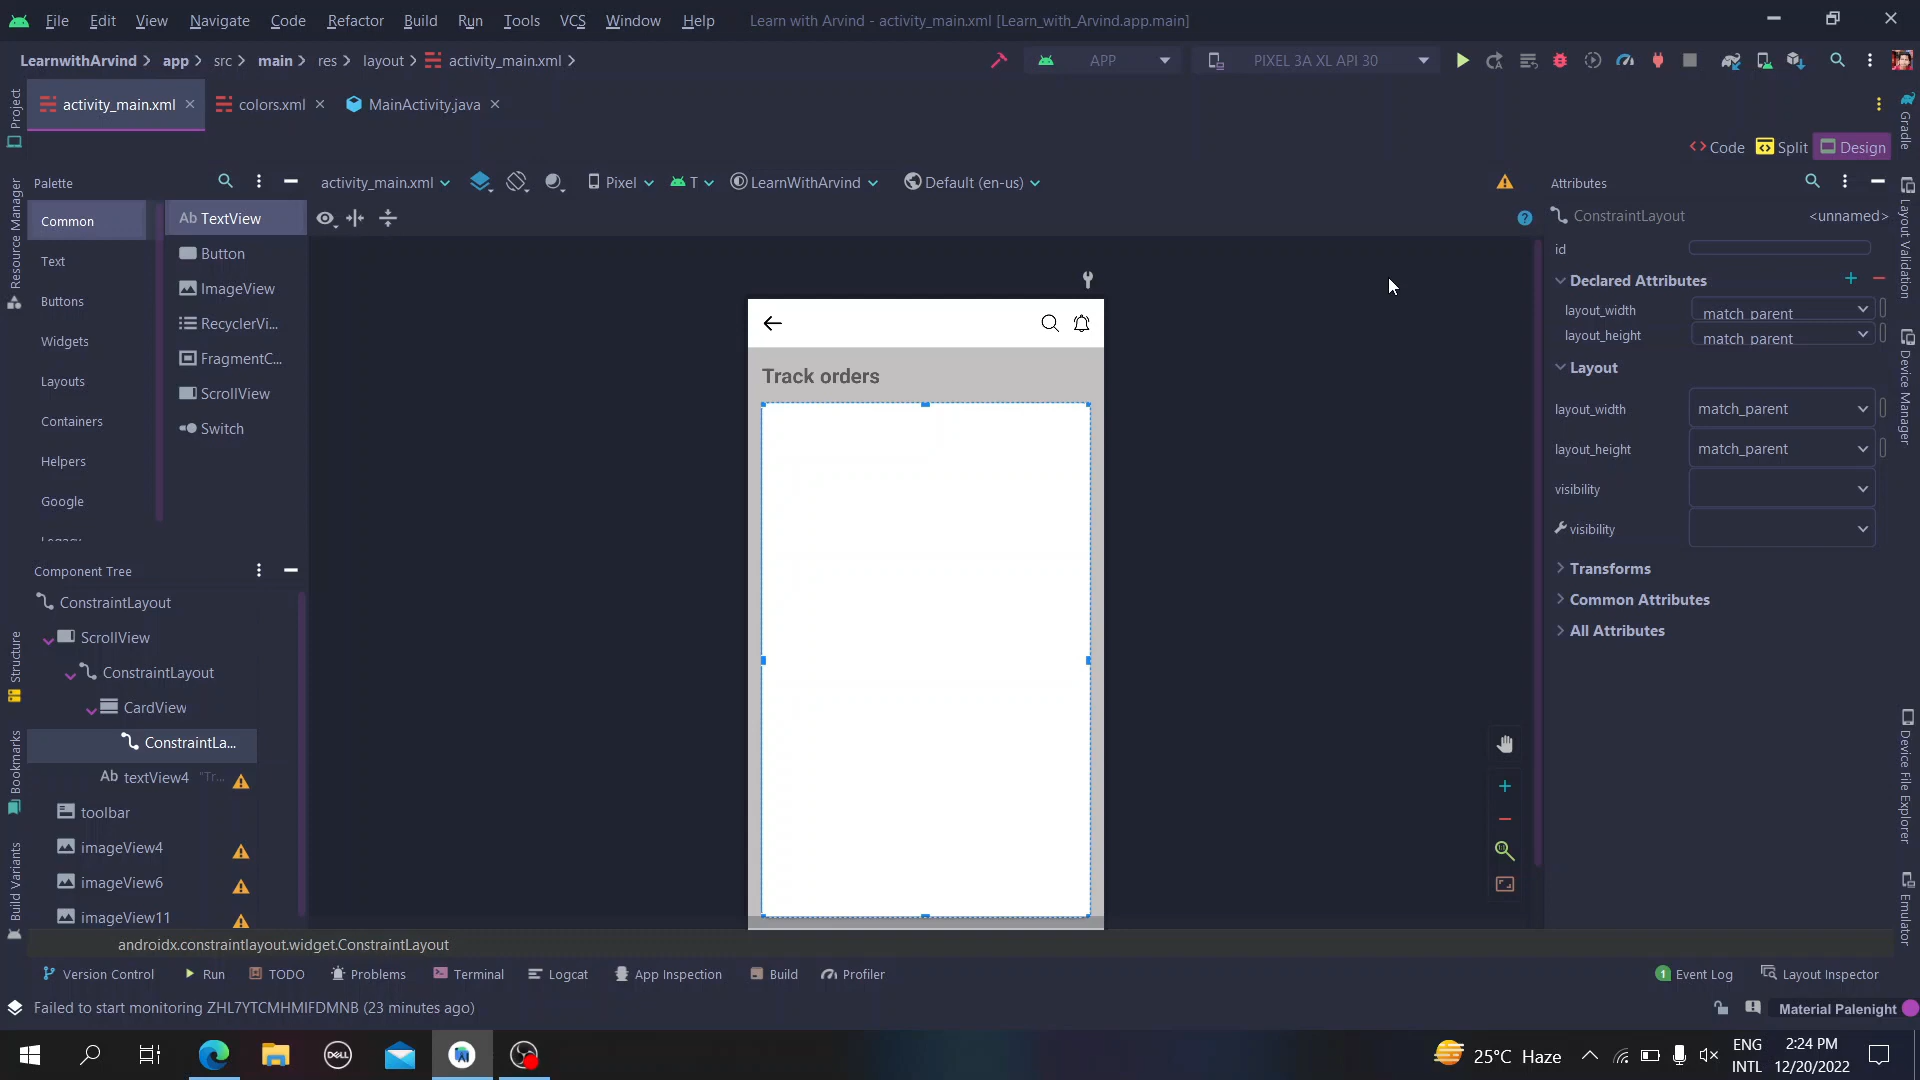 File Edit View Navigate Code Refactor Build Run Tools VCS Window Help Learn with Arvind - activity_main.xml [Learn_with_Arvind.app.main]
LearnwithArvind app src main res layout activity_main.xml APP PIXEL 3A XL API 30
activity_main.xml colors.xml MainActivity.java
Code Split Design
Palette activity_main.xml Pixel T LearnWithArvind Default (en-us) Attributes
Common
Text
Buttons
Widgets
Layouts
Containers
Helpers
Google
Legacy
Ab TextView
Button
ImageView
RecyclerVi...
FragmentC...
ScrollView
Switch
Component Tree
ConstraintLayout
ScrollView
ConstraintLayout
CardView
ConstraintLa...
Ab textView4 "Tr...
toolbar
imageView4
imageView6
imageView11
Track orders
ConstraintLayout <unnamed>
id
Declared Attributes
layout_width match_parent
layout_height match_parent
Layout
layout_width match_parent
layout_height match_parent
visibility
visibility
Transforms
Common Attributes
All Attributes
Project
Resource Manager
Structure
Bookmarks
Build Variants
Gradle
Layout Validation
Device Manager
Device File Explorer
Emulator
androidx.constraintlayout.widget.ConstraintLayout
Version Control Run TODO Problems Terminal Logcat App Inspection Build Profiler 1 Event Log Layout Inspector
Failed to start monitoring ZHL7YTCMHMIFDMNB (23 minutes ago) Material Palenight
DELL
25°C Haze
ENG
INTL
2:24 PM
12/20/2022